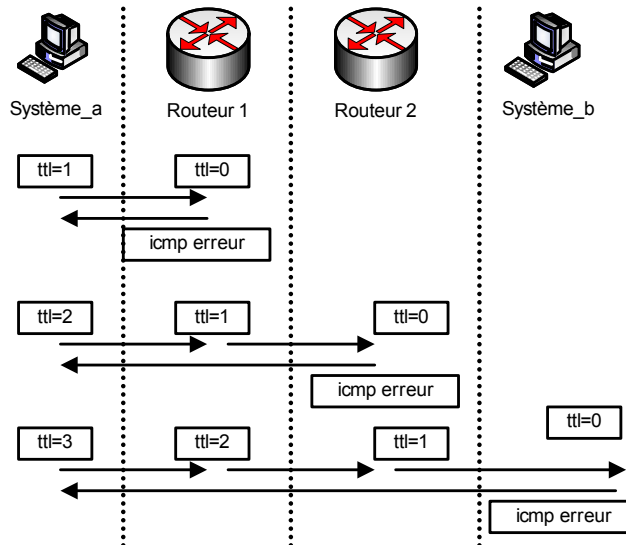 Système_a
Routeur 1
Routeur 2
Système_b
ttl=1
ttl=0
icmp erreur
ttl=2
ttl=1
ttl=0
icmp erreur
ttl=0
ttl=3
ttl=2
ttl=1
icmp erreur